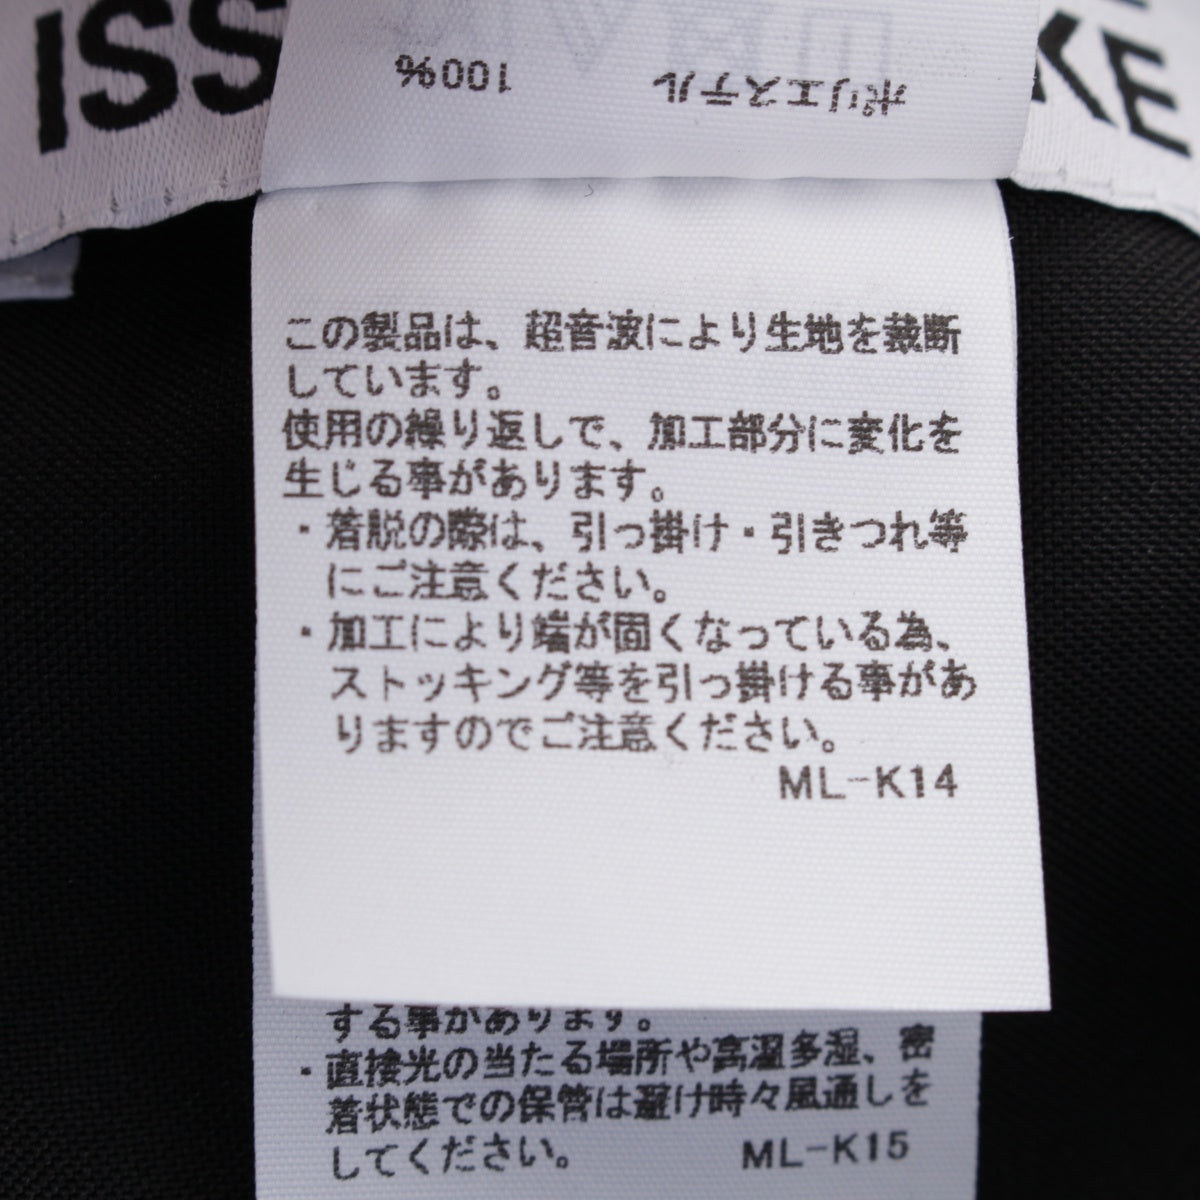 ISS
KE
ポリエステル 100%
この製品は、超音波により生地を裁断
しています。
使用の繰り返しで、加工部分に変化を
生じる事があります。
・着脱の際は、引っ掛け・引きつれ等
にご注意ください。
・加工により端が固くなっている為、
ストッキング等を引っ掛ける事があ
りますのでご注意ください。
ML-K14
する事があります。
・直接光の当たる場所や高温多湿、密
着状態での保管は避け時々風通しを
してください。
ML-K15